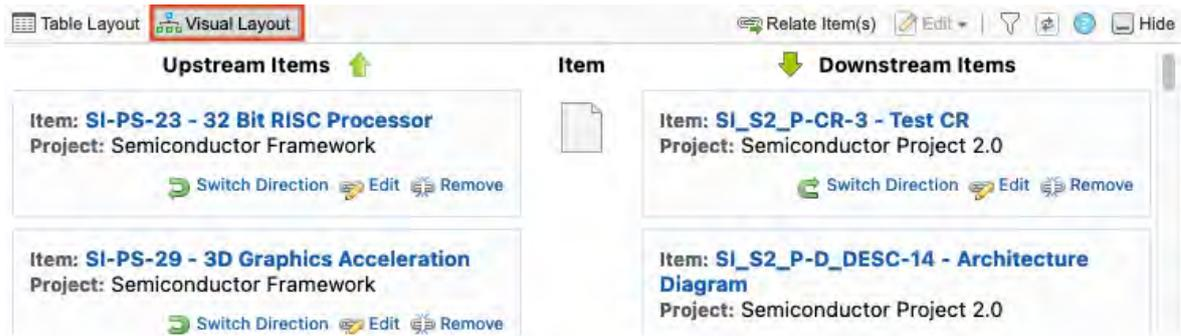 Table Layout Visual Layout Relate Item(s) Edit Hide
Upstream Items Item Downstream Items
Item: SI-PS-23 - 32 Bit RISC Processor
Project: Semiconductor Framework
Switch Direction Edit Remove
Item: SI-PS-29 - 3D Graphics Acceleration
Project: Semiconductor Framework
Switch Direction Edit Remove
Item: SI_S2_P-CR-3 - Test CR
Project: Semiconductor Project 2.0
Switch Direction Edit Remove
Item: SI_S2_P-D_DESC-14 - Architecture
Diagram
Project: Semiconductor Project 2.0